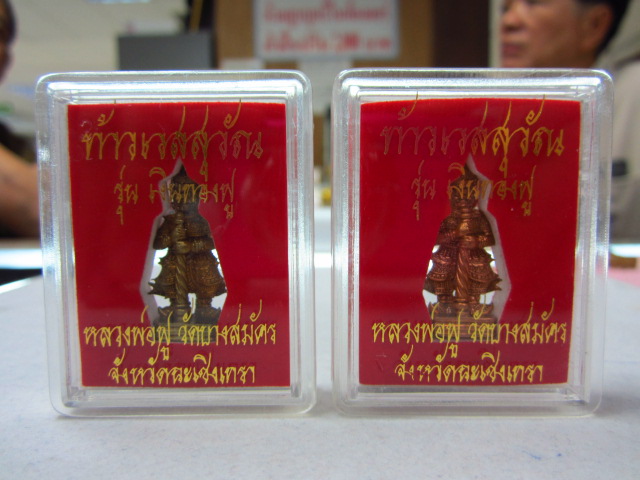 ท้าวเวสสุวัณ
รุ่น เงินทองฟู
หลวงพ่อฟู วัดบางสมัคร
จังหวัดฉะเชิงเทรา
ท้าวเวสสุวัณ
รุ่น เงินทองฟู
หลวงพ่อฟู วัดบางสมัคร
จังหวัดฉะเชิงเทรา